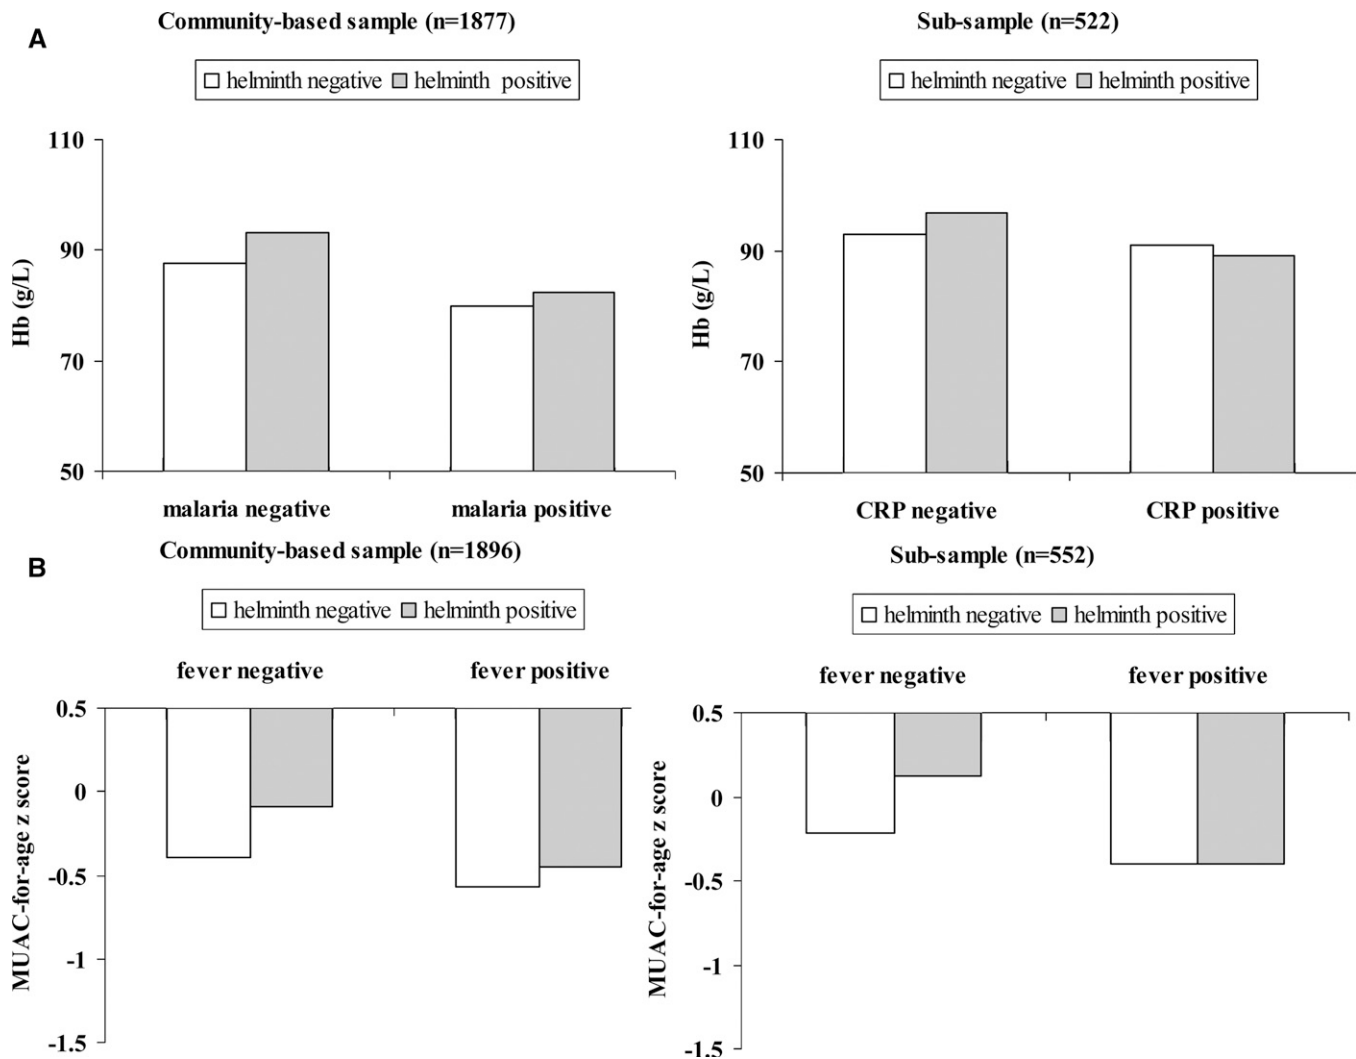 A
Community-based sample (n=1877)
helminth negative helminth positive
110
90
70
50
Hb (g/L)
malaria negative malaria positive
Sub-sample (n=522)
helminth negative helminth positive
110
90
70
50
Hb (g/L)
CRP negative CRP positive
B
Community-based sample (n=1896)
helminth negative helminth positive
fever negative fever positive
0.5
0
-0.5
-1
-1.5
MUAC-for-age z score
Sub-sample (n=552)
helminth negative helminth positive
fever negative fever positive
0.5
0
-0.5
-1
-1.5
MUAC-for-age z score